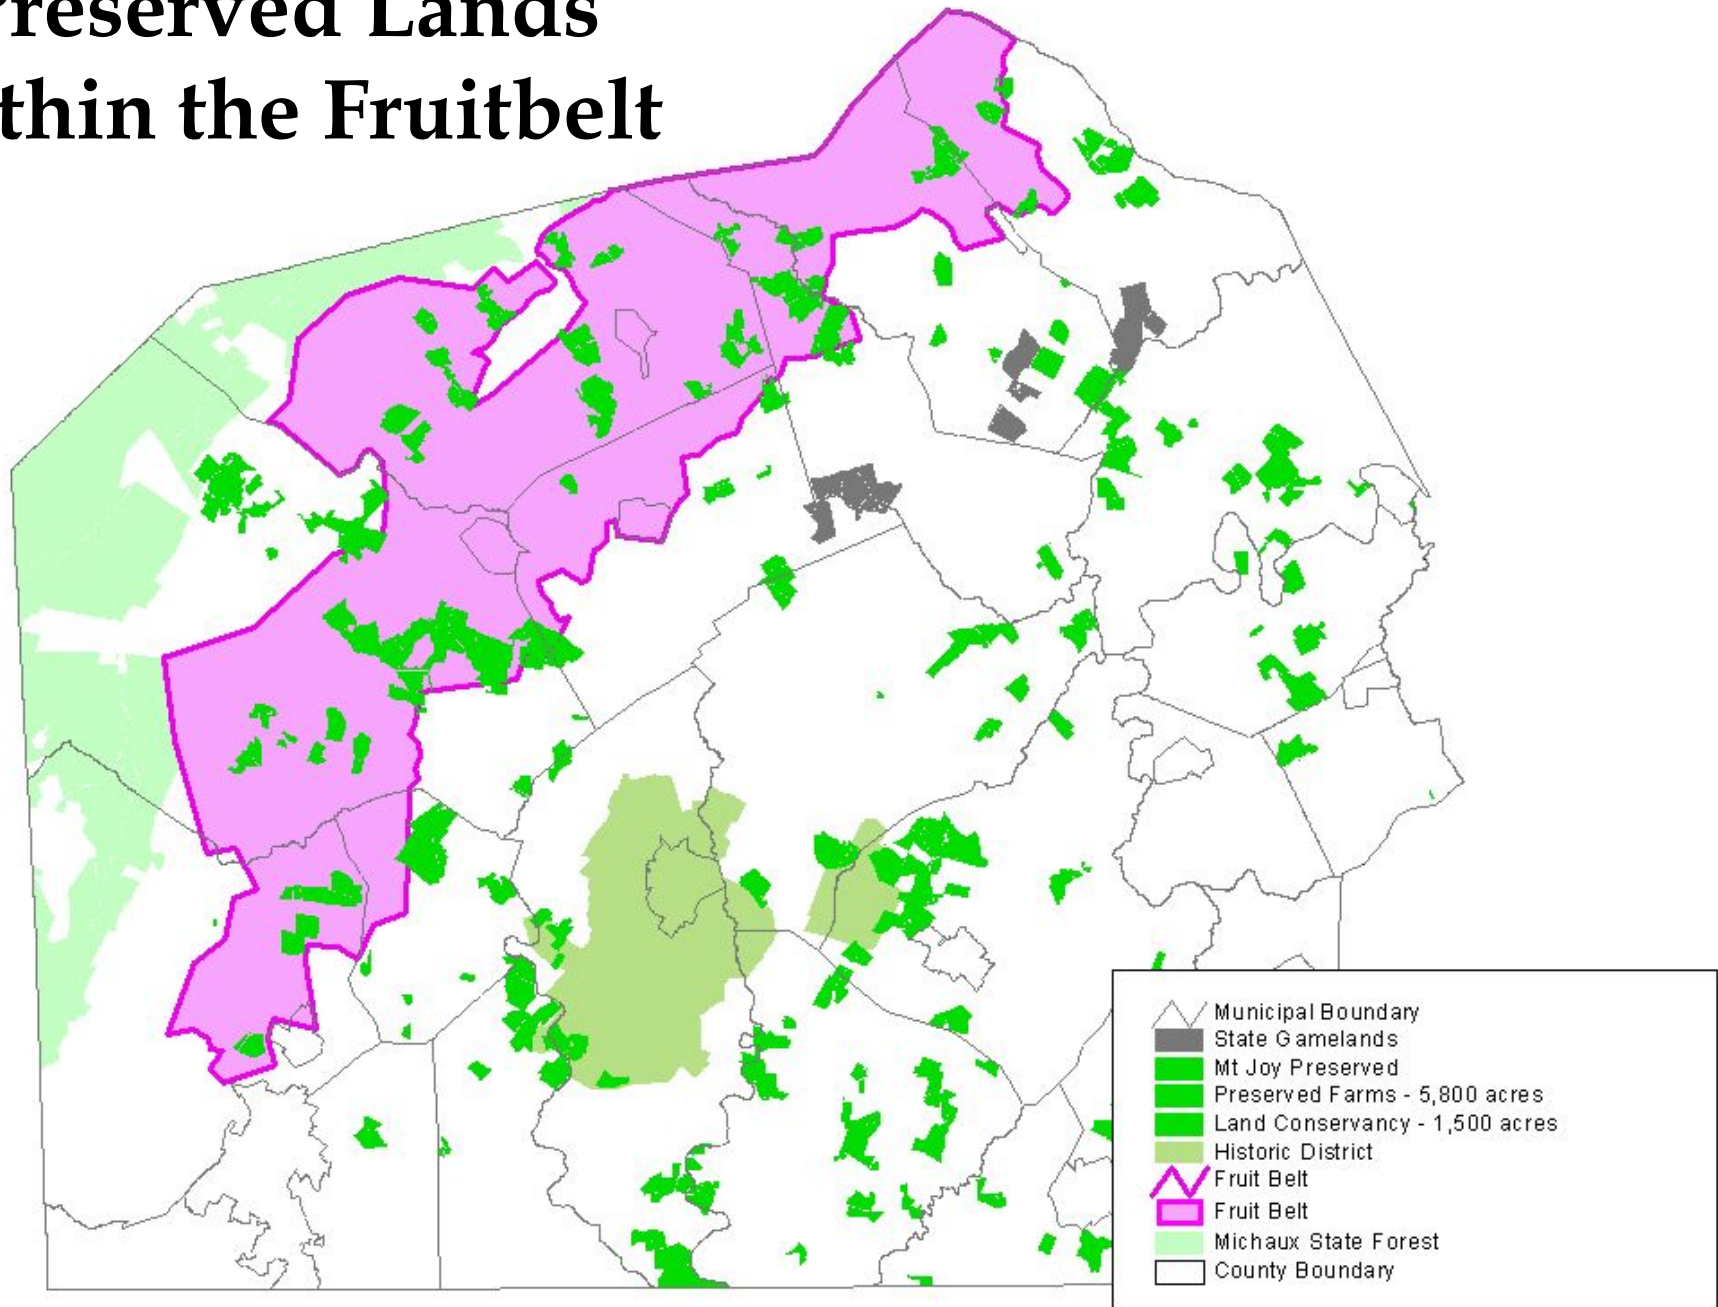 Preserved Lands
thin the Fruitbelt
Municipal Boundary
State Gamelands
Mt Joy Preserved
Preserved Farms - 5,800 acres
Land Conservancy - 1,500 acres
Historic District
Fruit Belt
Fruit Belt
Michaux State Forest
County Boundary